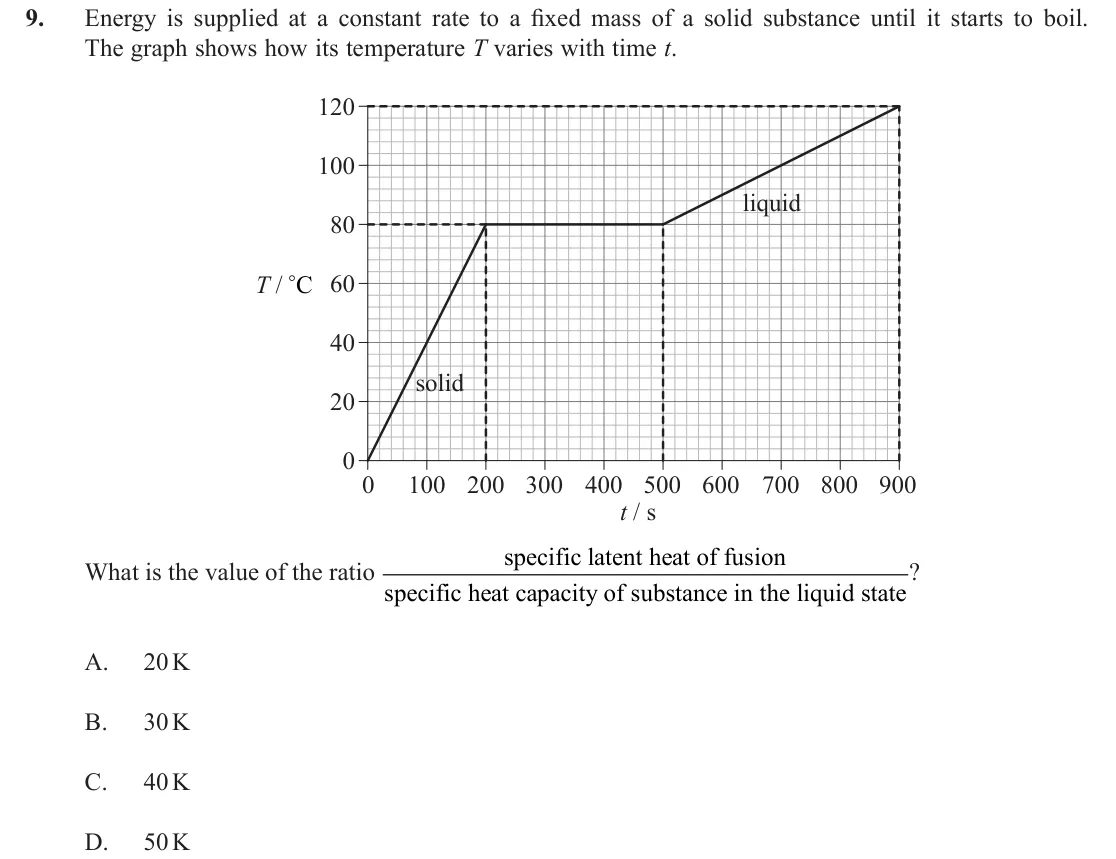 9. Energy is supplied at a constant rate to a fixed mass of a solid substance until it starts to boil.
The graph shows how its temperature T varies with time t.
120
100
80
liquid
T / °C 60
40
solid
20
0
0 100 200 300 400 500 600 700 800 900
t / s
specific latent heat of fusion
What is the value of the ratio ?
specific heat capacity of substance in the liquid state
A. 20 K
B. 30 K
C. 40 K
D. 50 K